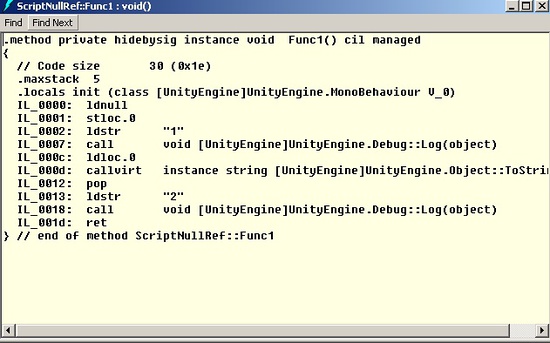 ScriptNullRef::Func1 : void()
Find Find Next
.method private hidebysig instance void  Func1() cil managed
{
  // Code size       30 (0x1e)
  .maxstack  5
  .locals init (class [UnityEngine]UnityEngine.MonoBehaviour V_0)
  IL_0000:  ldnull
  IL_0001:  stloc.0
  IL_0002:  ldstr      "1"
  IL_0007:  call       void [UnityEngine]UnityEngine.Debug::Log(object)
  IL_000c:  ldloc.0
  IL_000d:  callvirt   instance string [UnityEngine]UnityEngine.Object::ToStrin
  IL_0012:  pop
  IL_0013:  ldstr      "2"
  IL_0018:  call       void [UnityEngine]UnityEngine.Debug::Log(object)
  IL_001d:  ret
} // end of method ScriptNullRef::Func1